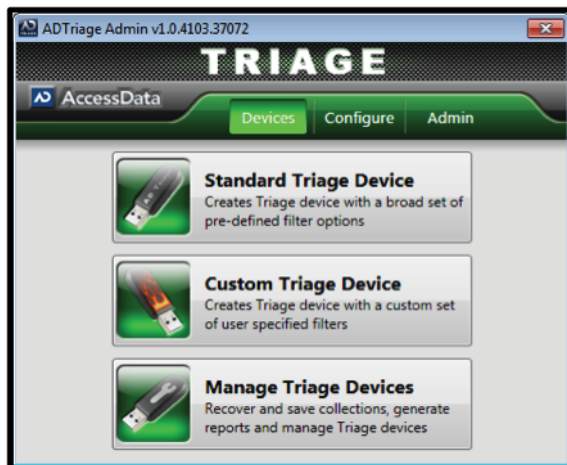 ADTriage Admin v1.0.4103.37072
TRIAGE
AccessData
Devices
Configure
Admin
Standard Triage Device
Creates Triage device with a broad set of
pre-defined filter options
Custom Triage Device
Creates Triage device with a custom set
of user specified filters
Manage Triage Devices
Recover and save collections, generate
reports and manage Triage devices